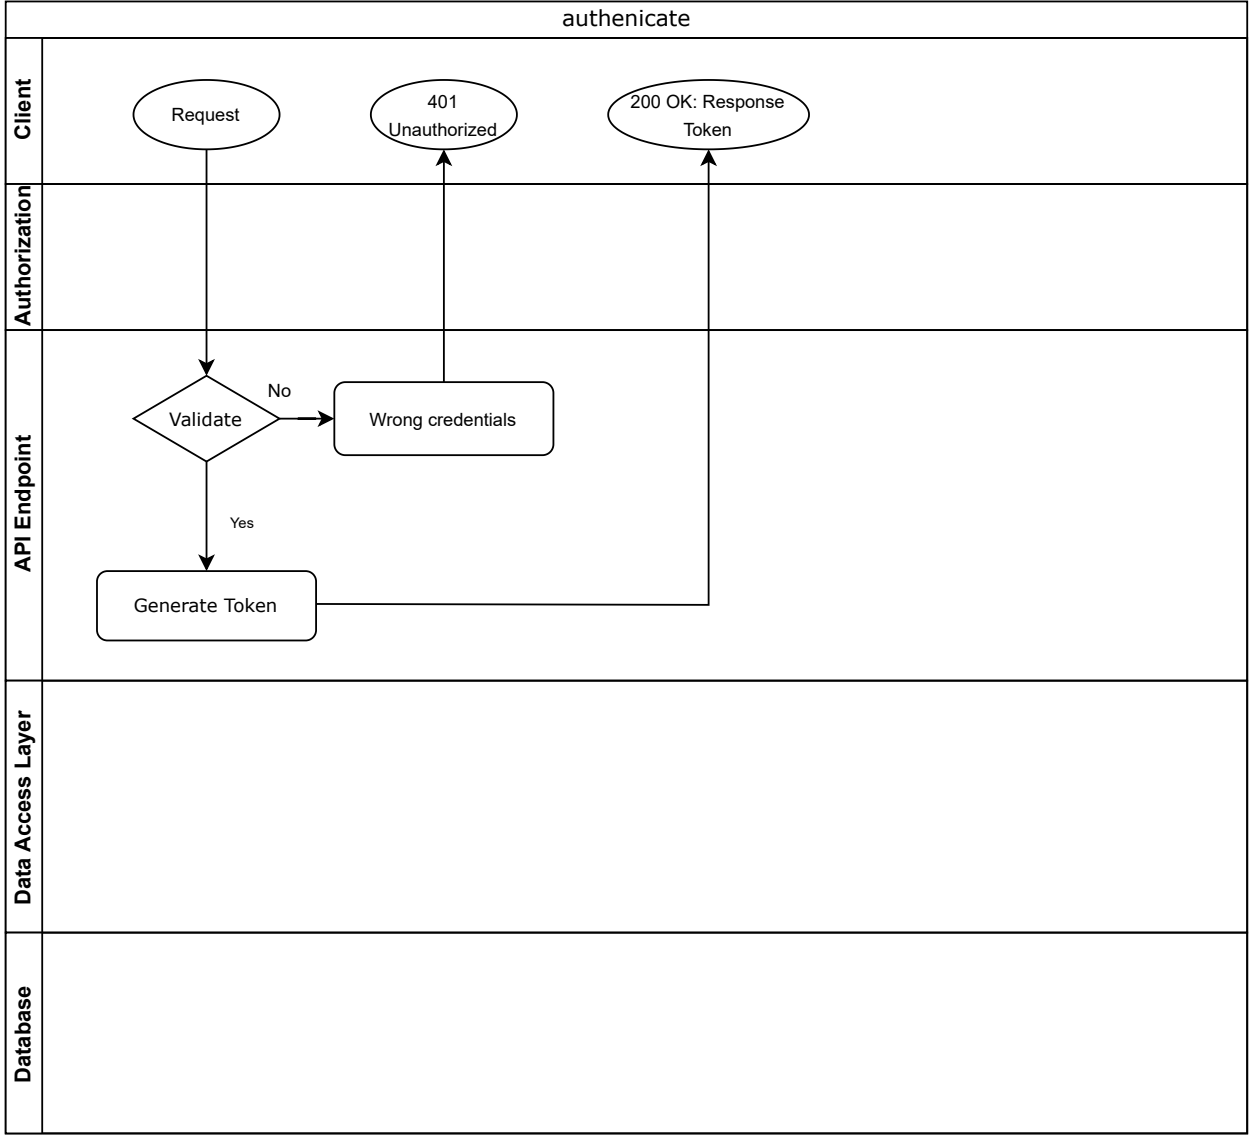 authenicate
Client
Request
401
Unauthorized
200 OK: Response
Token
Authorization
API Endpoint
Validate
No
Wrong credentials
Yes
Generate Token
Data Access Layer
Database